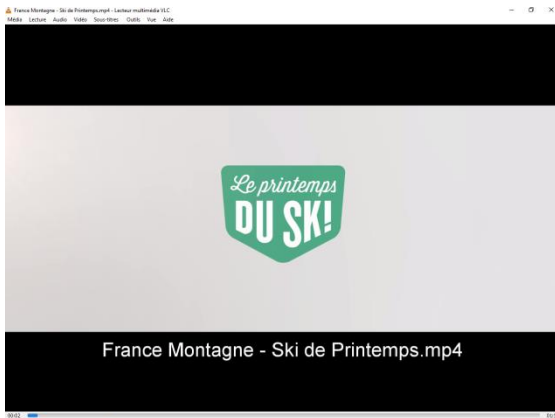 France Montagne - Ski de Printemps.mp4 - Lecteur multimédia VLC
Média Lecture Audio Vidéo Sous-titres Outils Vue Aide
Le printemps
DU SK!
France Montagne - Ski de Printemps.mp4
00:02